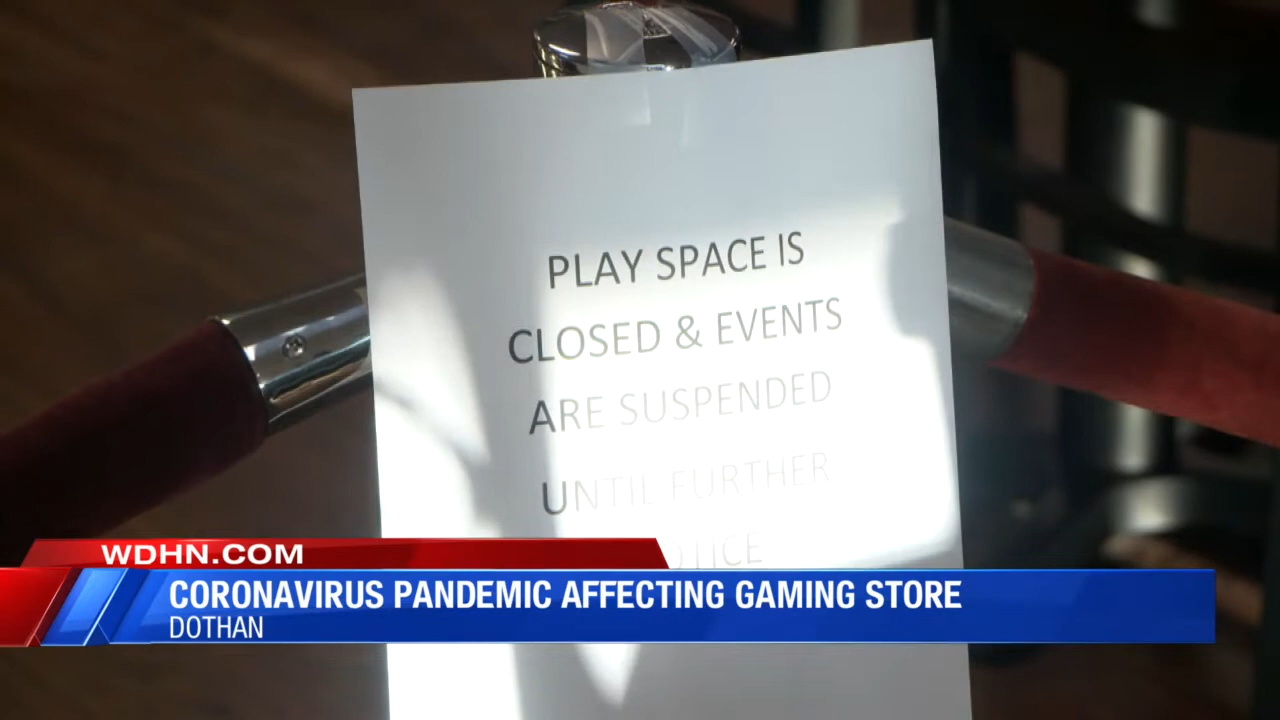 PLAY SPACE IS
CLOSED & EVENTS
ARE SUSPENDED
UNTIL FURTHER
WDHN.COM
CORONAVIRUS PANDEMIC AFFECTING GAMING STORE
DOTHAN